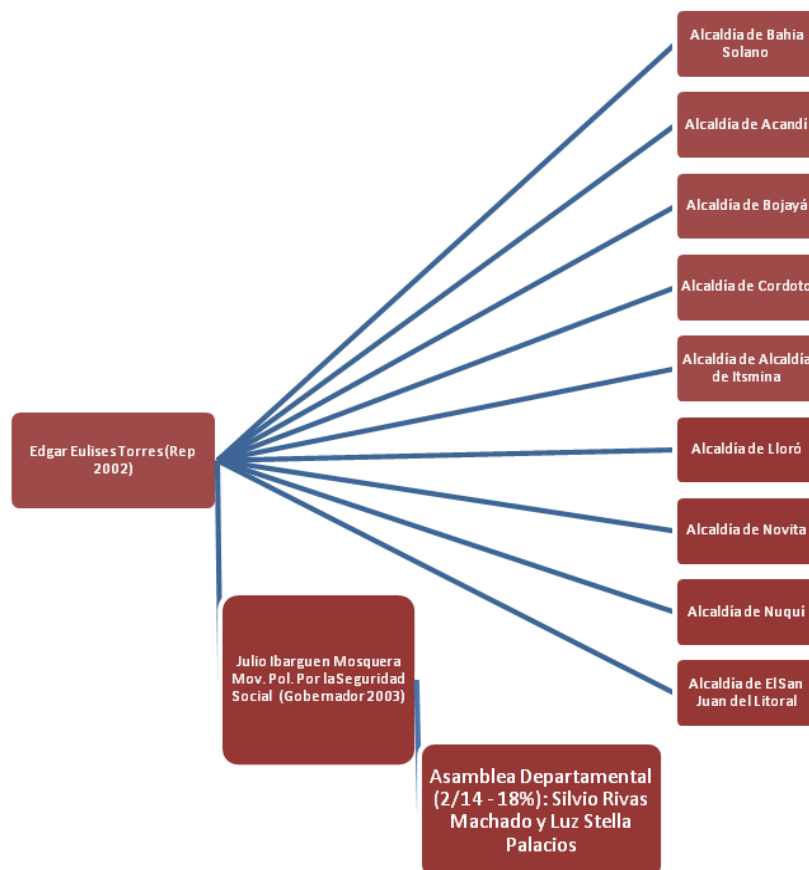 Alcaldía de Bahia
Solano
Alcaldía de Acandí
Alcaldía de Bojayá
Alcaldía de Cordoto
Alcaldía de Alcaldía
de Itsmina
Edgar Eulises Torres (Rep
2002)
Alcaldía de Lloró
Alcaldía de Novita
Alcaldía de Nuquí
Julio Ibarguen Mosquera
Mov. Pol. Por la Seguridad
Social (Gobernador 2003)
Alcaldía de El San
Juan del Litoral
Asamblea Departamental
(2/14 - 18%): Silvio Rivas
Machado y Luz Stella
Palacios